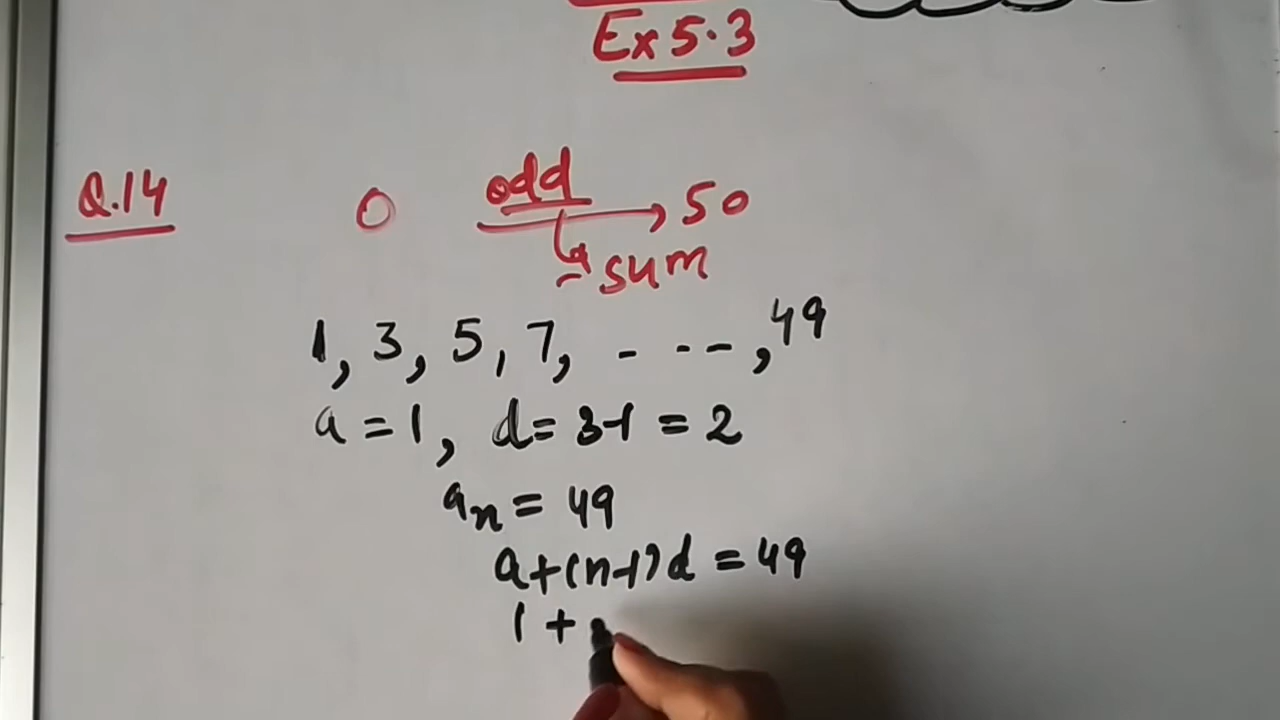 Ex 5.3
Q.14 0 odd → 50
sum
1, 3, 5, 7, - - - -, 49
a = 1, d = 3-1 = 2
an = 49
a + (n-1)d = 49
1 +